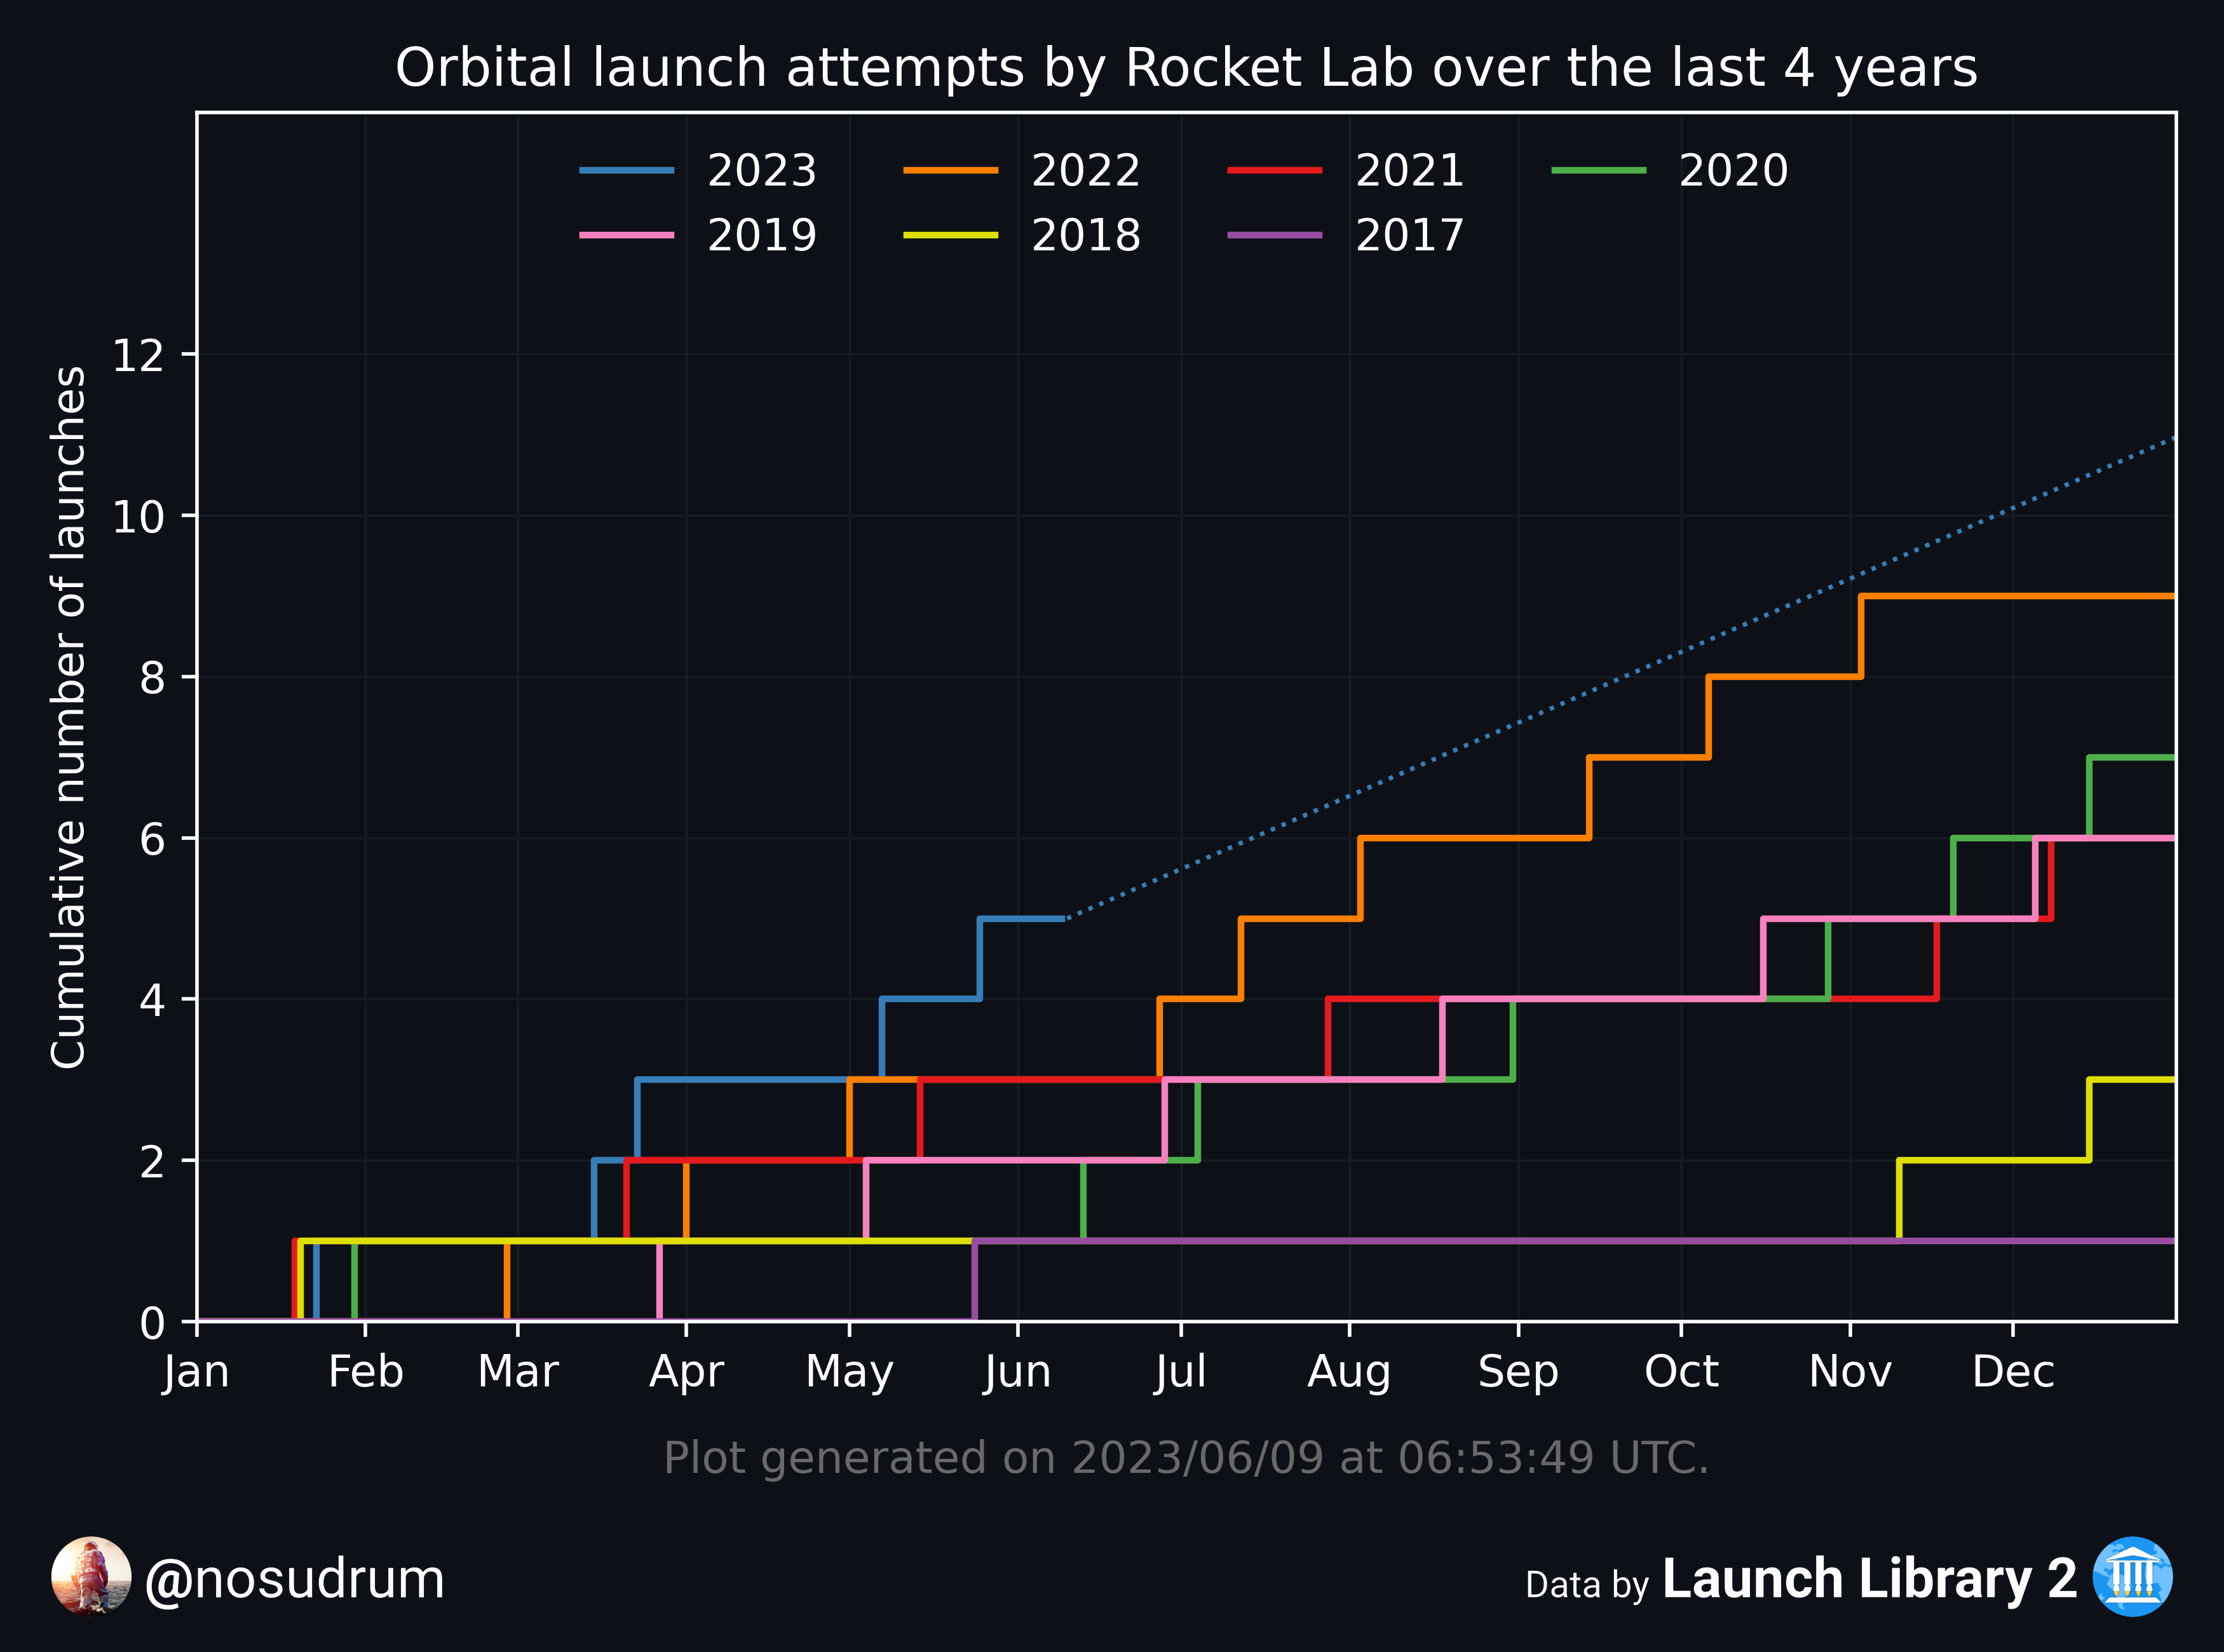 Orbital launch attempts by Rocket Lab over the last 4 years
2023 2022 2021 2020
2019 2018 2017
Cumulative number of launches
12
10
8
6
4
2
0
Jan Feb Mar Apr May Jun Jul Aug Sep Oct Nov Dec
Plot generated on 2023/06/09 at 06:53:49 UTC.
@nosudrum
Data by Launch Library 2